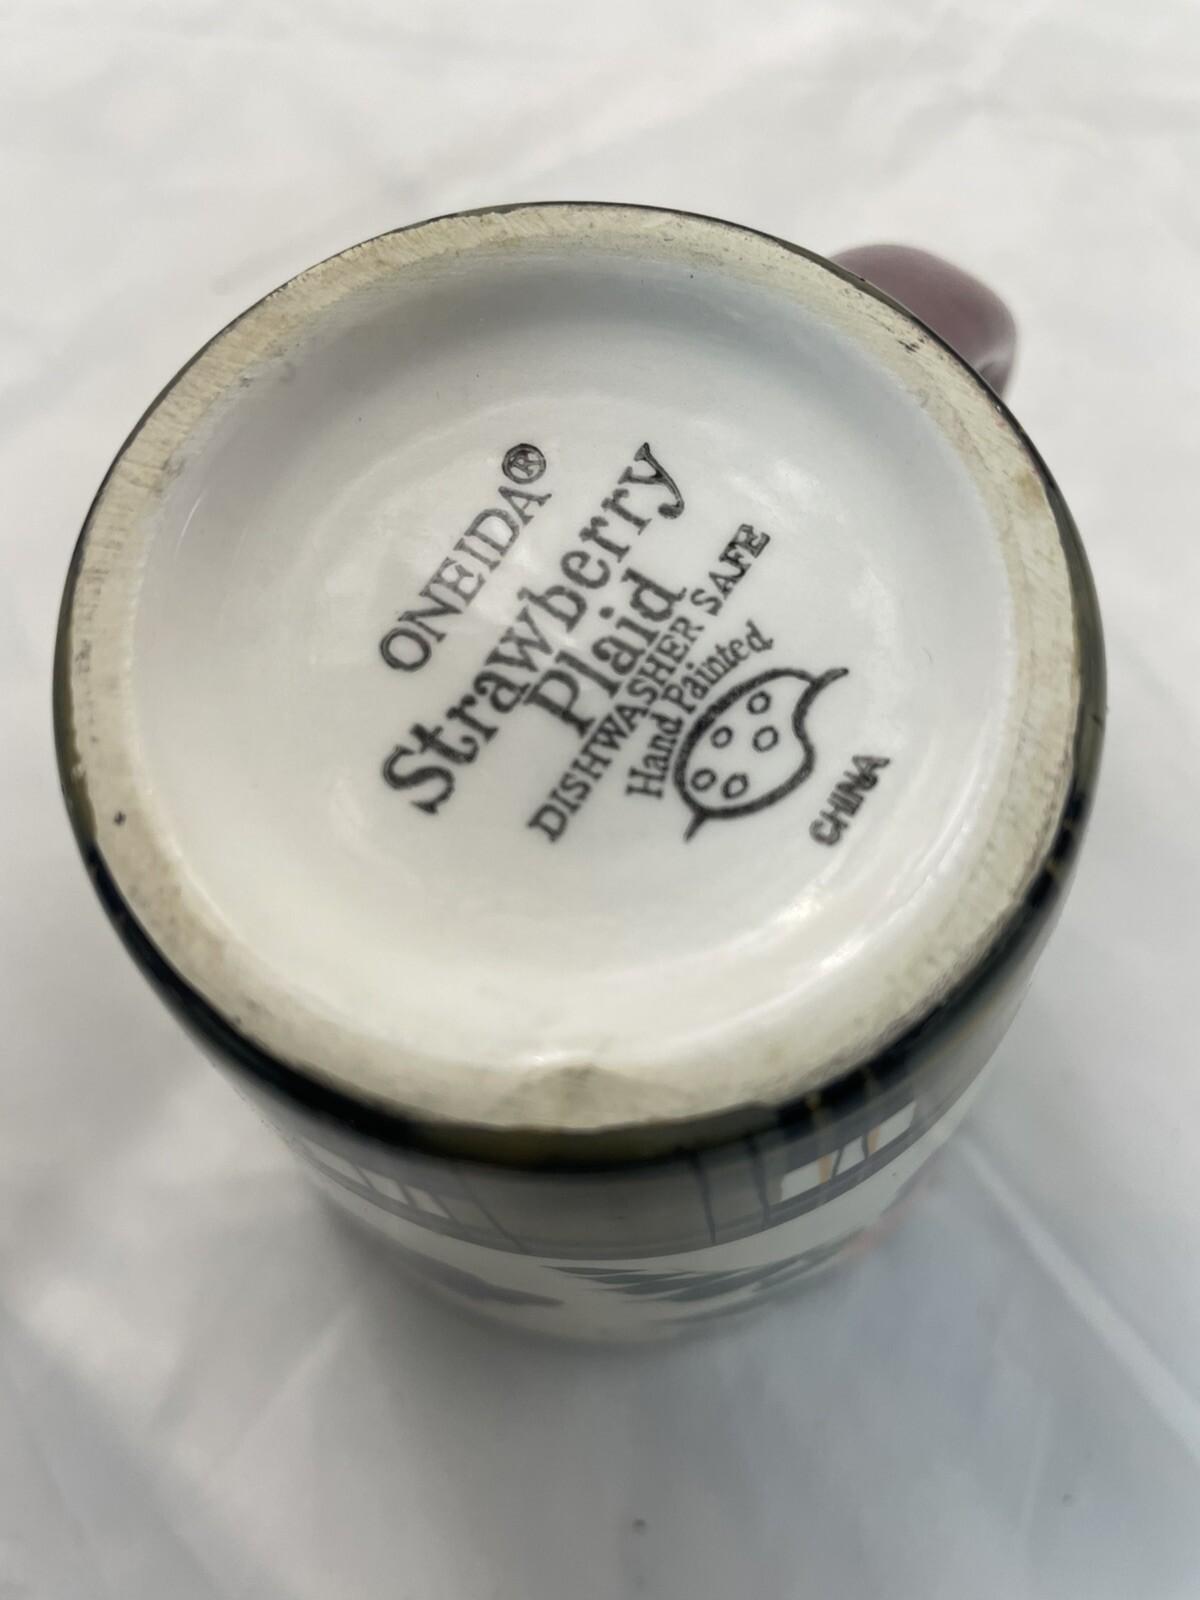 ONEIDA®
Strawberry
Plaid
DISHWASHER SAFE
Hand Painted
CHINA